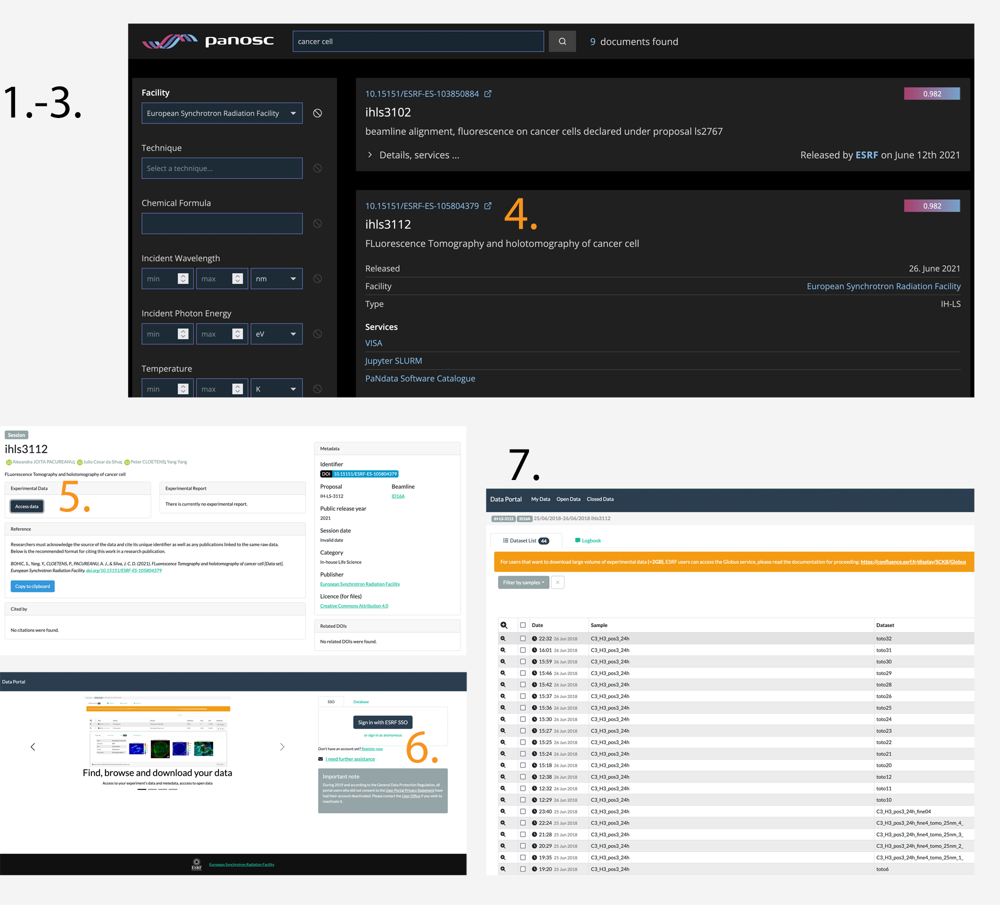 panosc
cancer cell
9 documents found
1.-3.
Facility
European Synchrotron Radiation Facility
Technique
Select a technique...
Chemical Formula
Incident Wavelength
min max nm
Incident Photon Energy
min max eV
Temperature
min max K
10.15151/ESRF-ES-103850884
0.982
ihls3102
beamline alignment, fluorescence on cancer cells declared under proposal ls2767
Details, services ...
Released by ESRF on June 12th 2021
10.15151/ESRF-ES-105804379
4.
0.982
ihls3112
FLuorescence Tomography and holotomography of cancer cell
Released 26. June 2021
Facility European Synchrotron Radiation Facility
Type IH-LS
Services
VISA
Jupyter SLURM
PaNdata Software Catalogue
Session
ihls3112
Alexandra JOITA PACUREANU; Julio Cesar da Silva; Peter CLOETENS; Yang Yang
FLuorescence Tomography and holotomography of cancer cell
Experimental Data
5.
Access data
Experimental Report
There is currently no experimental report.
Reference
Researchers must acknowledge the source of the data and cite its unique identifier as well as any publications linked to the same raw data.
Below is the recommended format for citing this work in a research publication.
BOHIC, S., Yang, Y., CLOETENS, P., PACUREANU, A. J., & Silva, J. C. D. (2021). FLuorescence Tomography and holotomography of cancer cell [Data set].
European Synchrotron Radiation Facility. doi.org/10.15151/ESRF-ES-105804379
Copy to clipboard
Cited by
No citations were found.
Metadata
Identifier
DOI 10.15151/ESRF-ES-105804379
Proposal Beamline
IH-LS-3112 ID16A
Public release year
2021
Session date
Invalid date
Category
In-house Life Science
Publisher
European Synchrotron Radiation Facility
Licence (for files)
Creative Commons Attribution 4.0
Related DOIs
No related DOIs were found.
Data Portal
Find, browse and download your data
Access to your experiment's data and metedata, acccess to open data
SSO Database
Sign in with ESRF SSO
or sign in as anonymous
6.
Don't have an account yet? Register now
I need further assistance
Important note
During 2019 and according to the General Data Protection Regulation, all
portal users who did not consent to the User Portal Privacy Statement have
had their account deactivated. Please contact the User Office if you wish to
reactivate it.
ESRF
European Synchrotron Radiation Facility
7.
Data Portal My Data Open Data Closed Data
IH-LS-3112 ID16A 25/06/2018-26/06/2018 ihls3112
Dataset List 44 Logbook
For users that want to download large volume of experimental data (>2GB), ESRF users can access the Globus service, please read the documentation for proceeding: https://confluence.esrf.fr/display/SCKB/Globus
Filter by samples ×
Date Sample Dataset
22:32 26 Jun 2018 C3_H3_pos3_24h toto32
16:01 26 Jun 2018 C3_H3_pos3_24h toto31
15:59 26 Jun 2018 C3_H3_pos3_24h toto30
15:46 26 Jun 2018 C3_H3_pos3_24h toto29
15:42 26 Jun 2018 C3_H3_pos3_24h toto28
15:37 26 Jun 2018 C3_H3_pos3_24h toto26
15:36 26 Jun 2018 C3_H3_pos3_24h toto25
15:30 26 Jun 2018 C3_H3_pos3_24h toto24
15:27 26 Jun 2018 C3_H3_pos3_24h toto23
15:25 26 Jun 2018 C3_H3_pos3_24h toto22
15:24 26 Jun 2018 C3_H3_pos3_24h toto21
15:18 26 Jun 2018 C3_H3_pos3_24h toto20
12:38 26 Jun 2018 C3_H3_pos3_24h toto12
12:32 26 Jun 2018 C3_H3_pos3_24h toto11
12:29 26 Jun 2018 C3_H3_pos3_24h toto10
23:40 25 Jun 2018 C3_H3_pos3_24h C3_H3_pos3_24h_fine04
22:24 25 Jun 2018 C3_H3_pos3_24h C3_H3_pos3_24h_fine4_tomo_25nm_4_
21:28 25 Jun 2018 C3_H3_pos3_24h C3_H3_pos3_24h_fine4_tomo_25nm_3_
20:29 25 Jun 2018 C3_H3_pos3_24h C3_H3_pos3_24h_fine4_tomo_25nm_2_
19:35 25 Jun 2018 C3_H3_pos3_24h C3_H3_pos3_24h_fine4_tomo_25nm_1_
19:20 25 Jun 2018 C3_H3_pos3_24h toto6